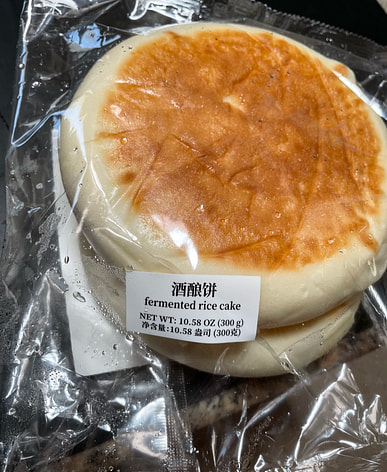 酒酿饼
fermented rice cake
NET WT: 10.58 OZ (300 g)
净含量:10.58 盎司 (300克)